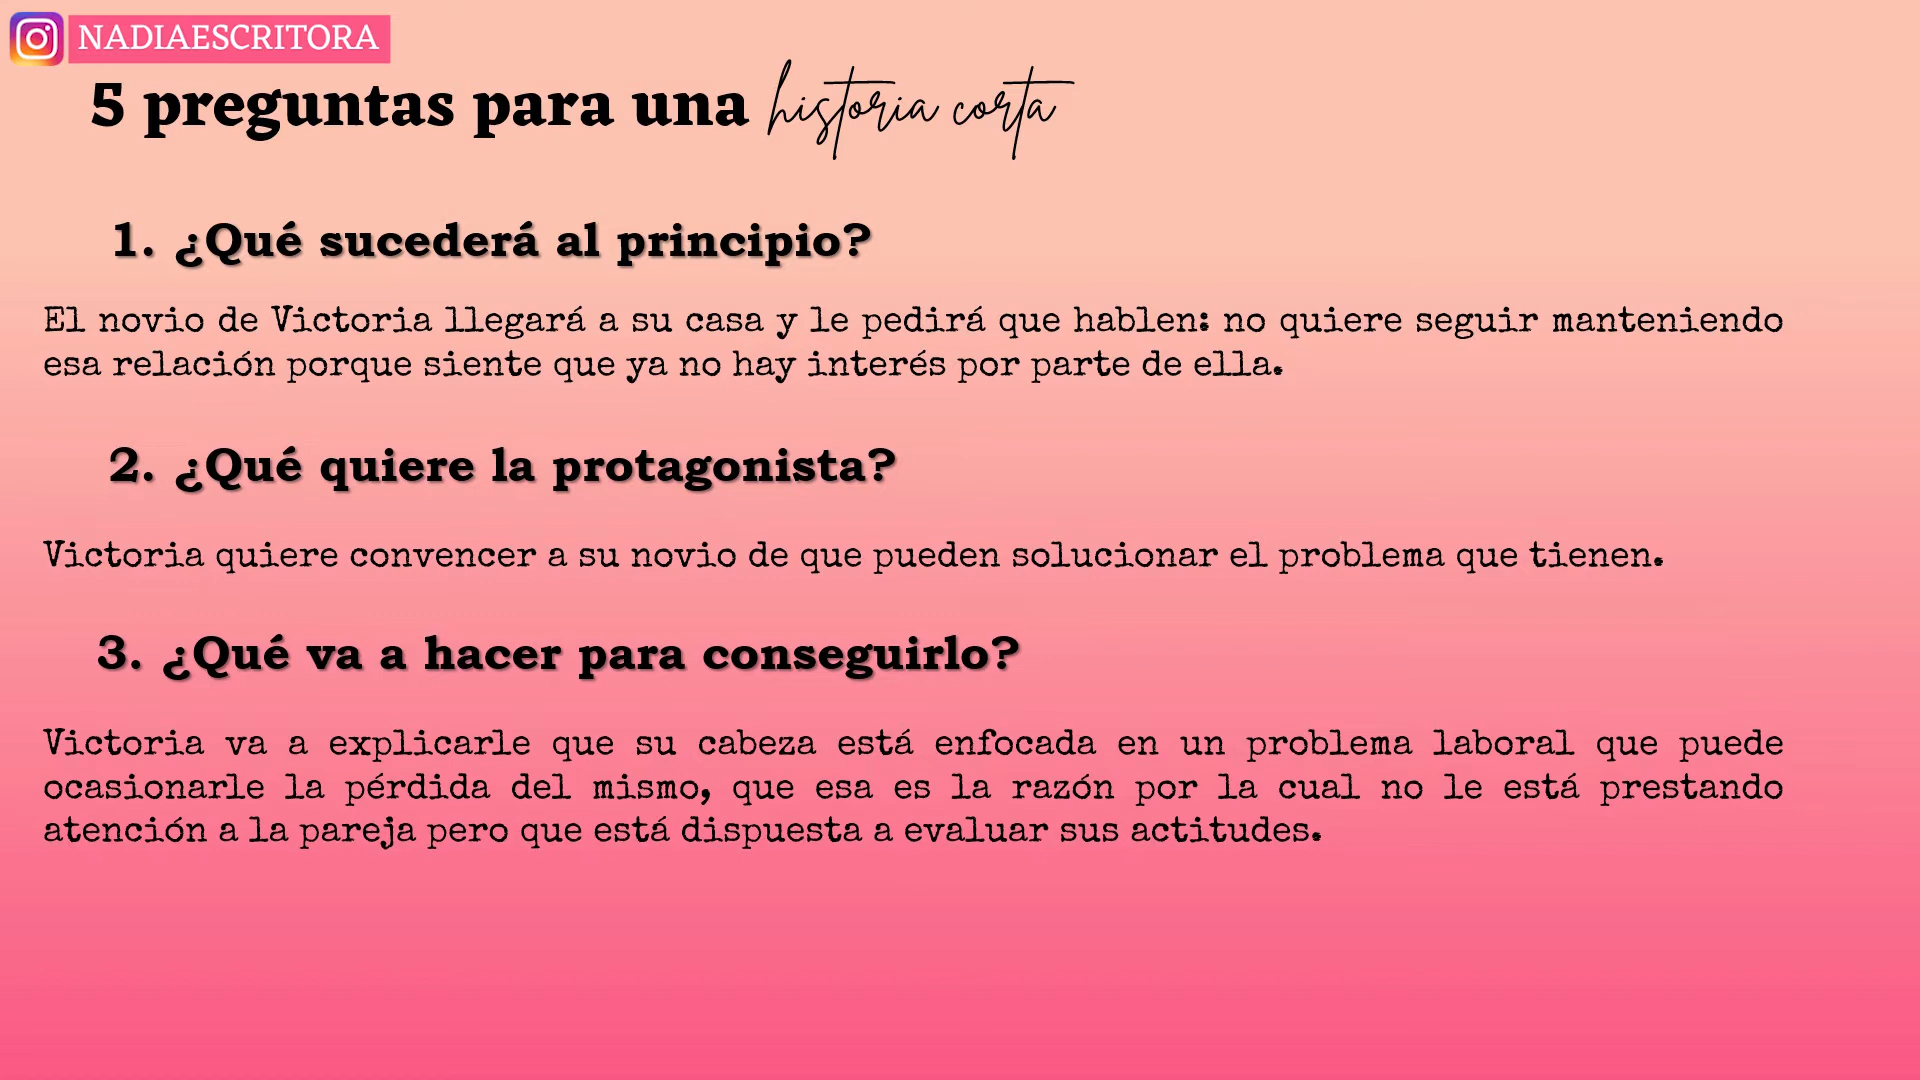 NADIAESCRITORA
5 preguntas para una historia corta
1. ¿Qué sucederá al principio?
El novio de Victoria llegará a su casa y le pedirá que hablen: no quiere seguir manteniendo
esa relación porque siente que ya no hay interés por parte de ella.
2. ¿Qué quiere la protagonista?
Victoria quiere convencer a su novio de que pueden solucionar el problema que tienen.
3. ¿Qué va a hacer para conseguirlo?
Victoria va a explicarle que su cabeza está enfocada en un problema laboral que puede
ocasionarle la pérdida del mismo, que esa es la razón por la cual no le está prestando
atención a la pareja pero que está dispuesta a evaluar sus actitudes.